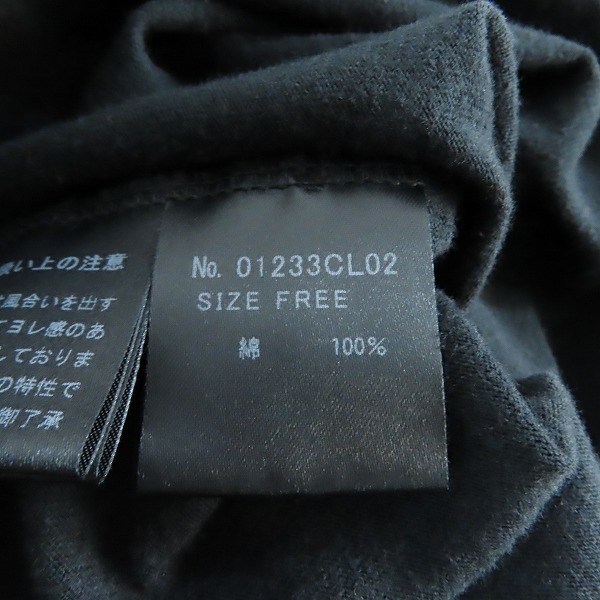 い上の注意
風合いを出す
てヨレ感のあ
しておりま
の特性で
御了承
No. 01233CL02
SIZE FREE
綿 100%